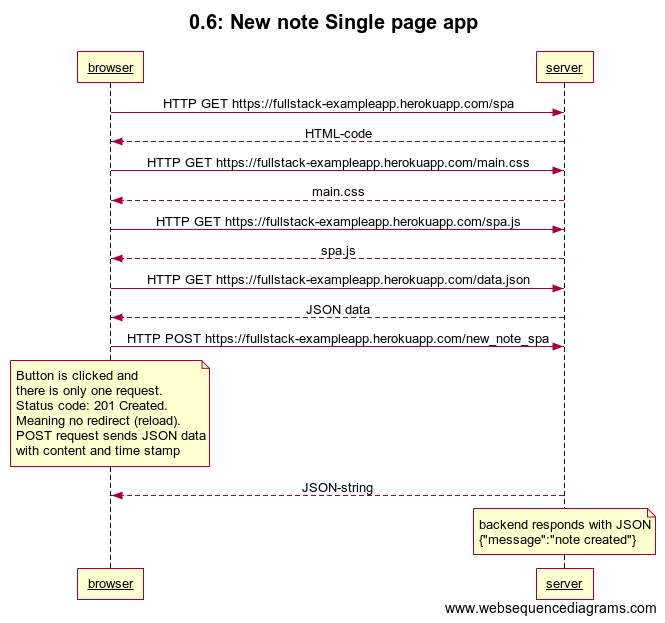 0.6: New note Single page app
browser
server
HTTP GET https://fullstack-exampleapp.herokuapp.com/spa
HTML-code
HTTP GET https://fullstack-exampleapp.herokuapp.com/main.css
main.css
HTTP GET https://fullstack-exampleapp.herokuapp.com/spa.js
spa.js
HTTP GET https://fullstack-exampleapp.herokuapp.com/data.json
JSON data
HTTP POST https://fullstack-exampleapp.herokuapp.com/new_note_spa
Button is clicked and
there is only one request.
Status code: 201 Created.
Meaning no redirect (reload).
POST request sends JSON data
with content and time stamp
JSON-string
backend responds with JSON
{"message":"note created"}
browser
server
www.websequencediagrams.com